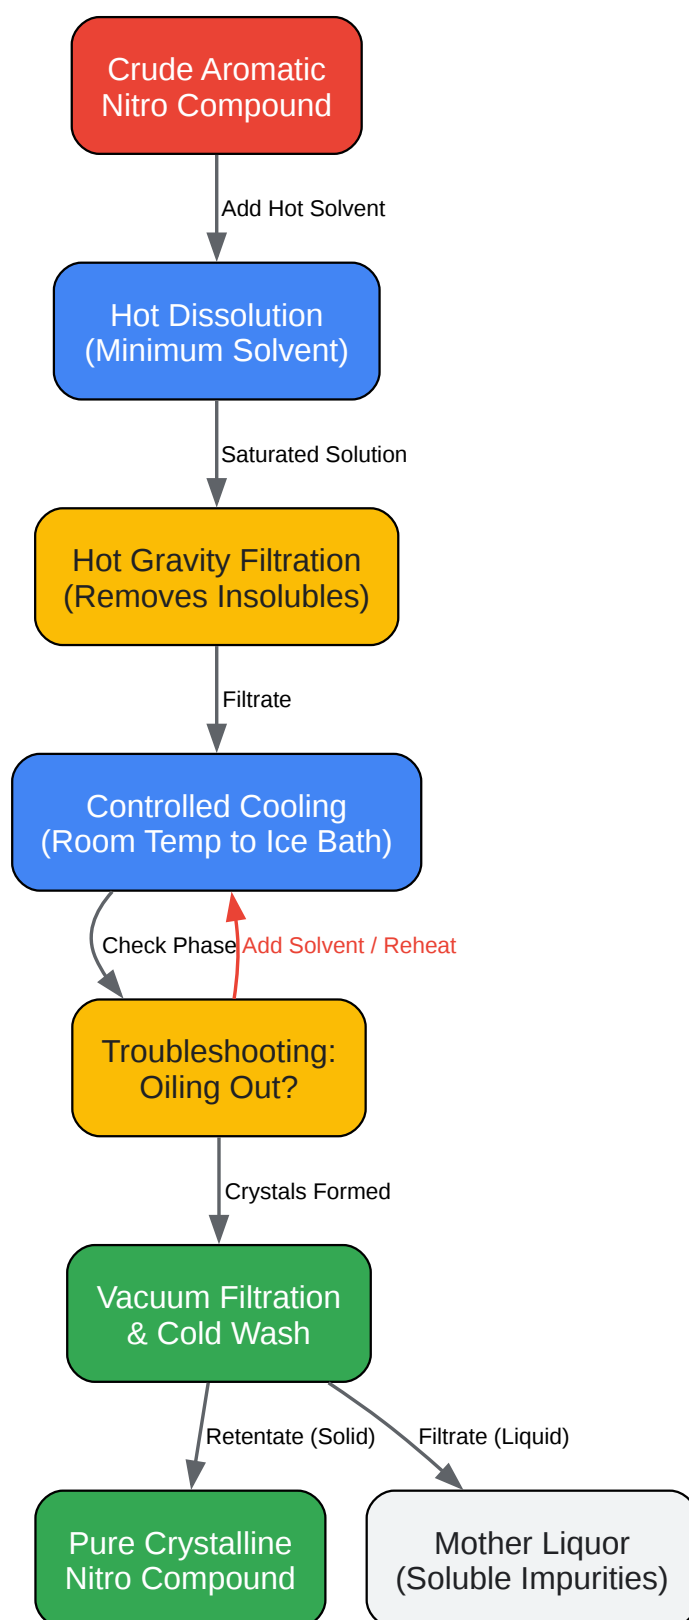 Crude Aromatic
Nitro Compound
Add Hot Solvent
Hot Dissolution
(Minimum Solvent)
Saturated Solution
Hot Gravity Filtration
(Removes Insolubles)
Filtrate
Controlled Cooling
(Room Temp to Ice Bath)
Check Phase
Add Solvent / Reheat
Troubleshooting:
Oiling Out?
Crystals Formed
Vacuum Filtration
& Cold Wash
Retentate (Solid)
Filtrate (Liquid)
Pure Crystalline
Nitro Compound
Mother Liquor
(Soluble Impurities)